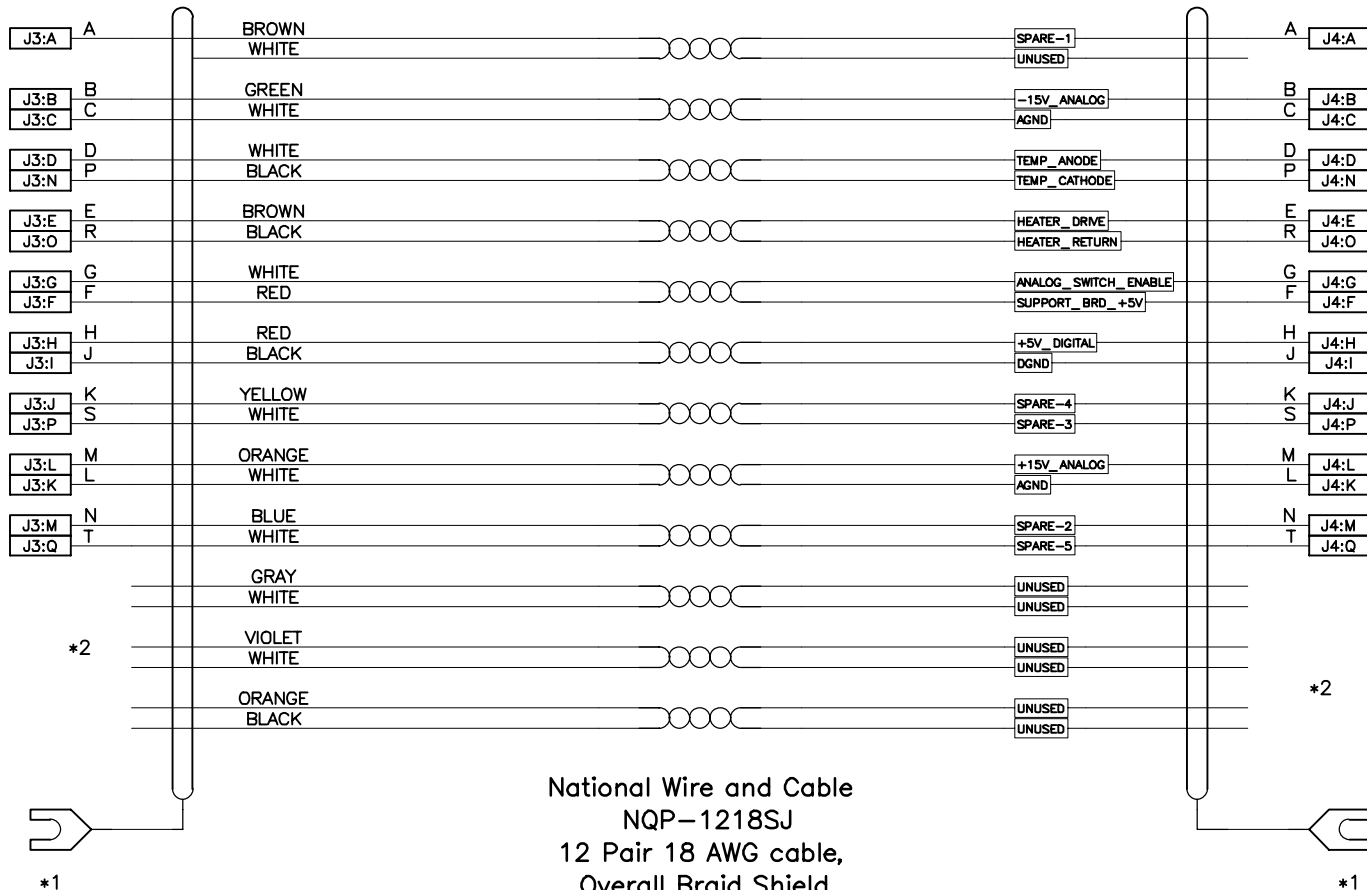 J3:A A BROWN SPARE-1 A J4:A
WHITE UNUSED
J3:B B GREEN -15V_ANALOG B J4:B
J3:C C WHITE AGND C J4:C
J3:D D WHITE TEMP_ANODE D J4:D
J3:N P BLACK TEMP_CATHODE P J4:N
J3:E E BROWN HEATER_DRIVE E J4:E
J3:O R BLACK HEATER_RETURN R J4:O
J3:G G WHITE ANALOG_SWITCH_ENABLE G J4:G
J3:F F RED SUPPORT_BRD_+5V F J4:F
J3:H H RED +5V_DIGITAL H J4:H
J3:I J BLACK DGND J J4:I
J3:J K YELLOW SPARE-4 K J4:J
J3:P S WHITE SPARE-3 S J4:P
J3:L M ORANGE +15V_ANALOG M J4:L
J3:K L WHITE AGND L J4:K
J3:M N BLUE SPARE-2 N J4:M
J3:Q T WHITE SPARE-5 T J4:Q
GRAY UNUSED
WHITE UNUSED
*2 VIOLET UNUSED
WHITE UNUSED
*2
ORANGE UNUSED
BLACK UNUSED
National Wire and Cable
NQP-1218SJ
12 Pair 18 AWG cable,
*1 Overall Braid Shield *1